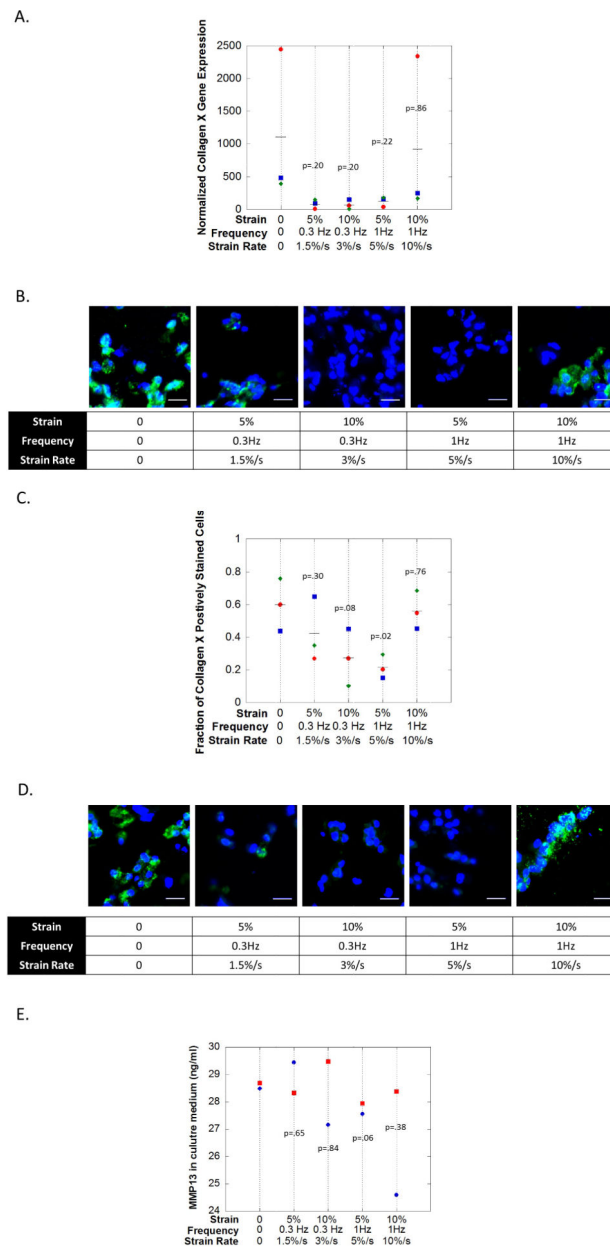 A.
Normalized Collagen X Gene Expression
2500
2000
1500
1000
500
0
p=.20
p=.20
p=.22
p=.86
Strain 0 5% 10% 5% 10%
Frequency 0 0.3 Hz 0.3 Hz 1Hz 1Hz
Strain Rate 0 1.5%/s 3%/s 5%/s 10%/s
B.
Strain 0 5% 10% 5% 10%
Frequency 0 0.3Hz 0.3Hz 1Hz 1Hz
Strain Rate 0 1.5%/s 3%/s 5%/s 10%/s
C.
Fraction of Collagen X Postively Stained Cells
1
0.8
0.6
0.4
0.2
0
p=.30
p=.08
p=.02
p=.76
Strain 0 5% 10% 5% 10%
Frequency 0 0.3 Hz 0.3 Hz 1Hz 1Hz
Strain Rate 0 1.5%/s 3%/s 5%/s 10%/s
D.
Strain 0 5% 10% 5% 10%
Frequency 0 0.3Hz 0.3Hz 1Hz 1Hz
Strain Rate 0 1.5%/s 3%/s 5%/s 10%/s
E.
MMP13 in culutre medium (ng/ml)
30
29
28
27
26
25
24
p=.65
p=.84
p=.06
p=.38
Strain 0 5% 10% 5% 10%
Frequency 0 0.3 Hz 0.3 Hz 1Hz 1Hz
Strain Rate 0 1.5%/s 3%/s 5%/s 10%/s